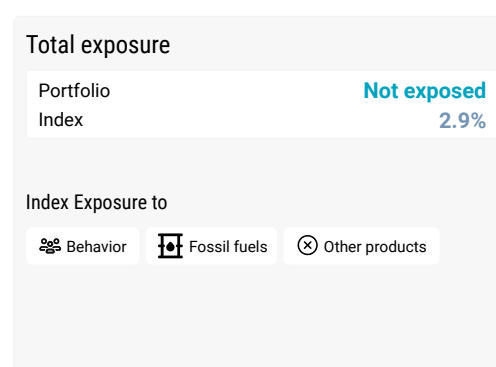 Total exposure
Portfolio Not exposed
Index 2.9%
Index Exposure to
Behavior Fossil fuels Other products